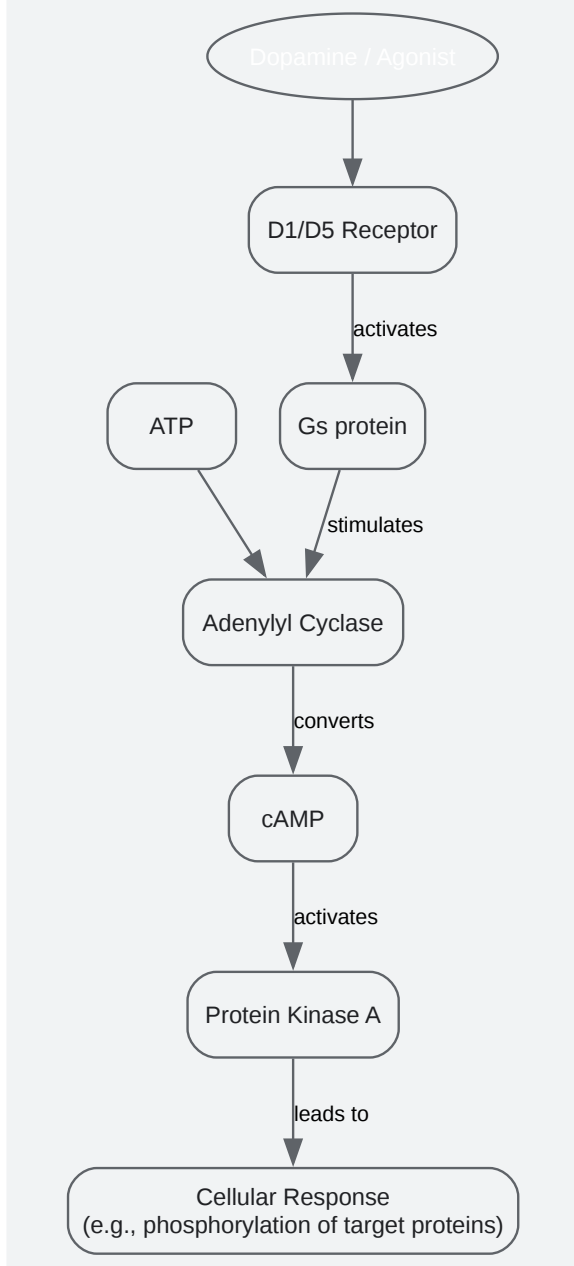 Dopamine / Agonist
D1/D5 Receptor
activates
ATP
Gs protein
stimulates
Adenylyl Cyclase
converts
cAMP
activates
Protein Kinase A
leads to
Cellular Response
(e.g., phosphorylation of target proteins)